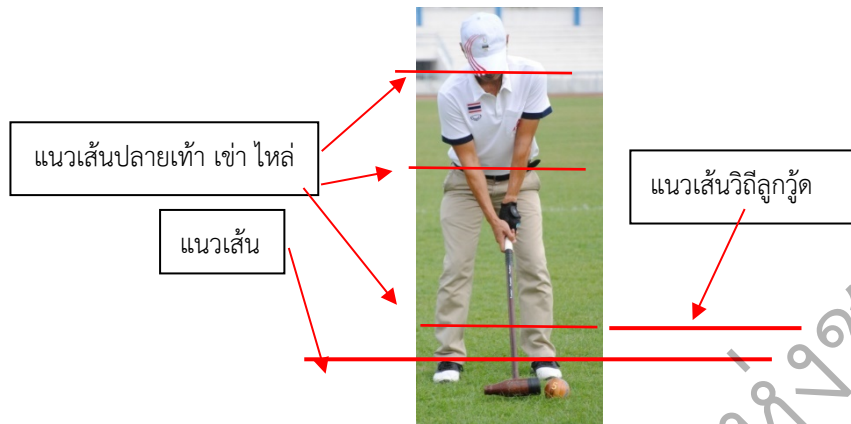 แนวเส้นปลายเท้า เข่า ไหล่
แนวเส้นวิถีลูกวู้ด
แนวเส้น